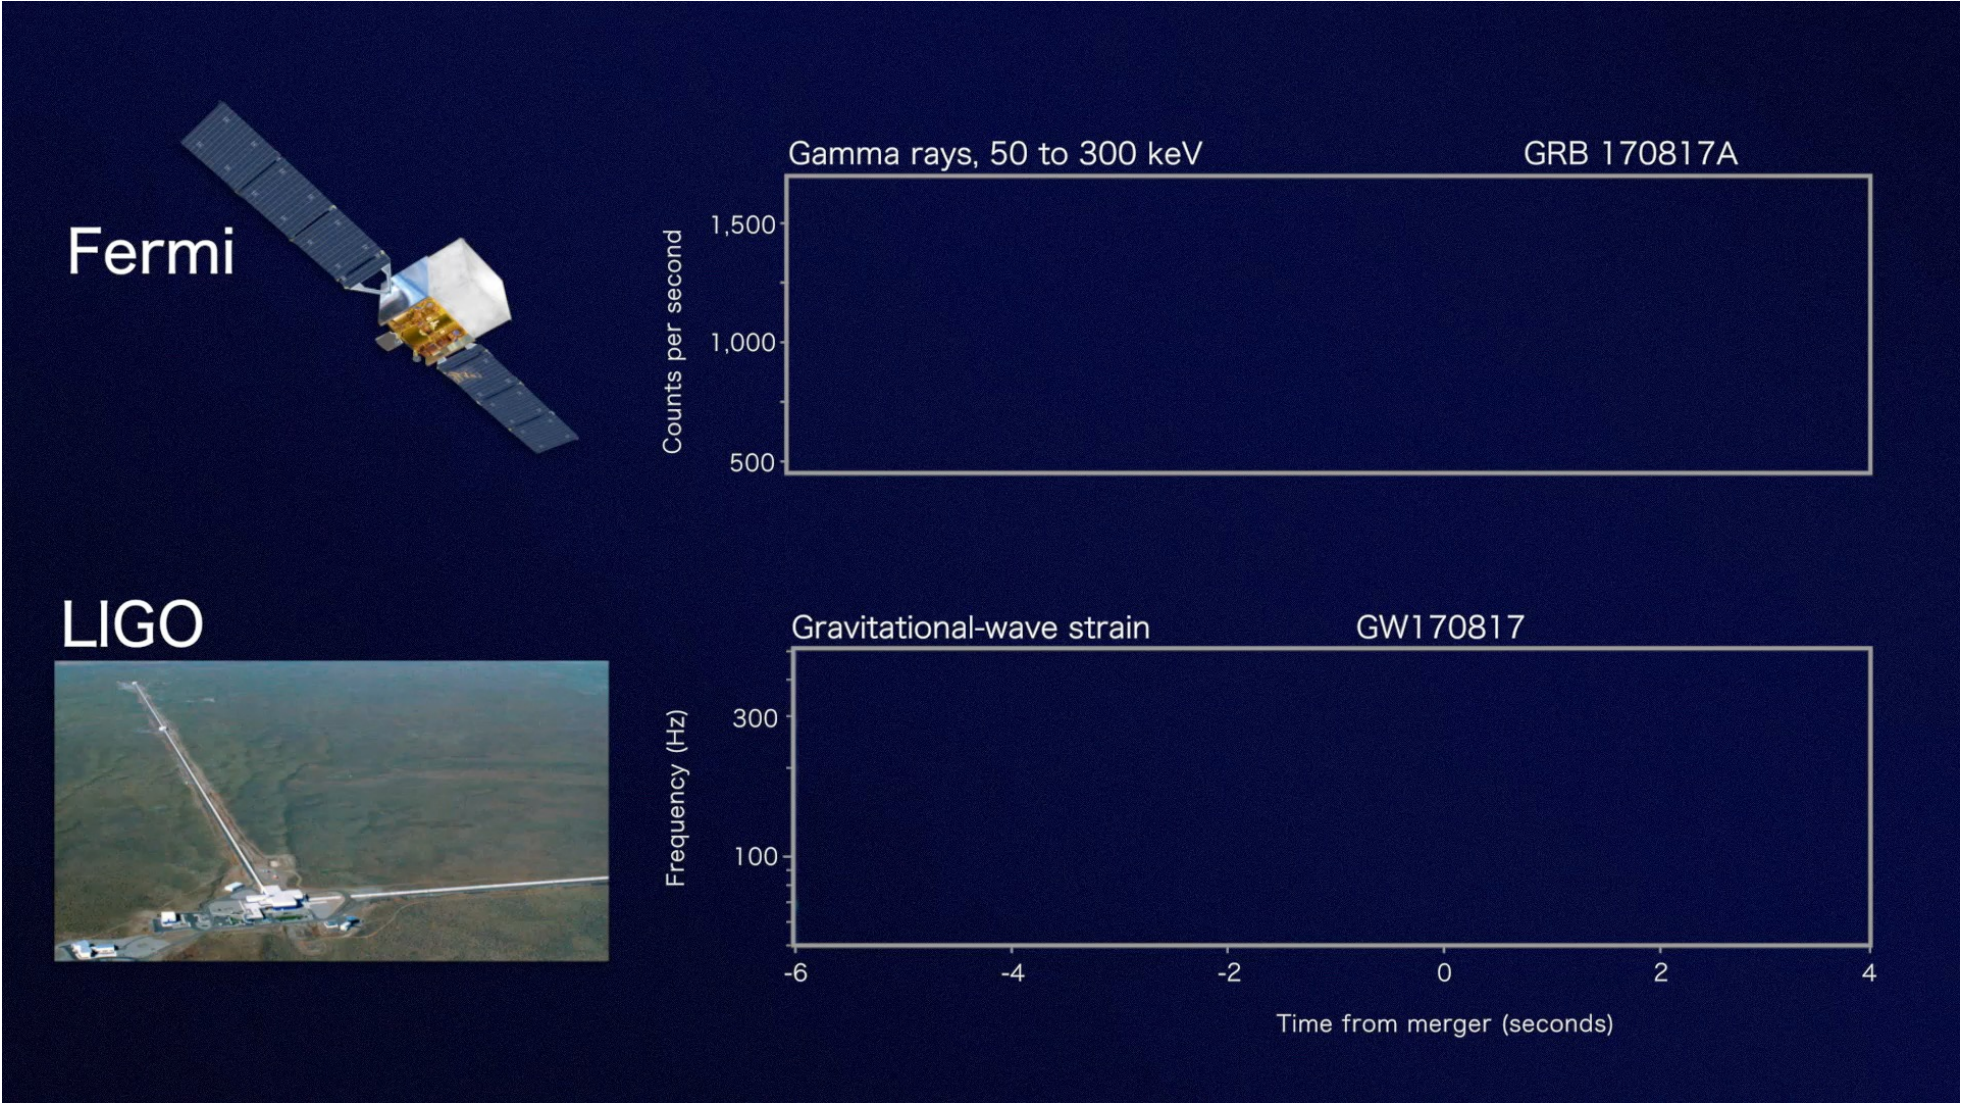 Fermi
Gamma rays, 50 to 300 keV
GRB 170817A
Counts per second
1,500
1,000
500
LIGO
Gravitational-wave strain
GW170817
Frequency (Hz)
300
100
-6 -4 -2 0 2 4
Time from merger (seconds)